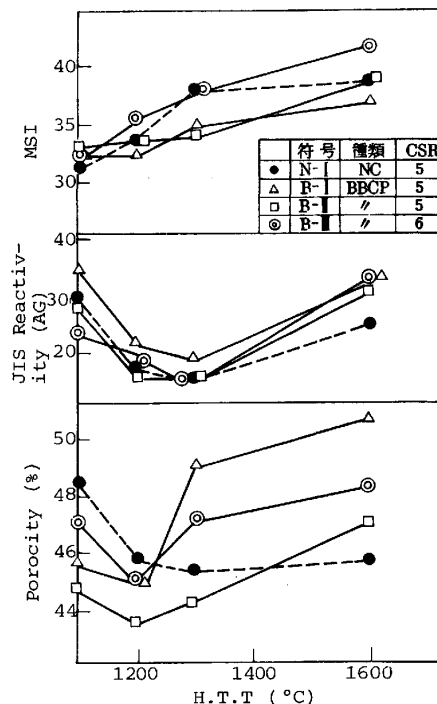 40
35
30
MSI
符号 種類 CSR
● N-I NC 5
△ B-I BBCP 5
□ B-II 〃 5
◎ B-III 〃 6
40
30
20
JIS Reactiv-
ity (AG)
50
48
46
44
Porocity (%)
1200 1400 1600
H.T.T (°C)